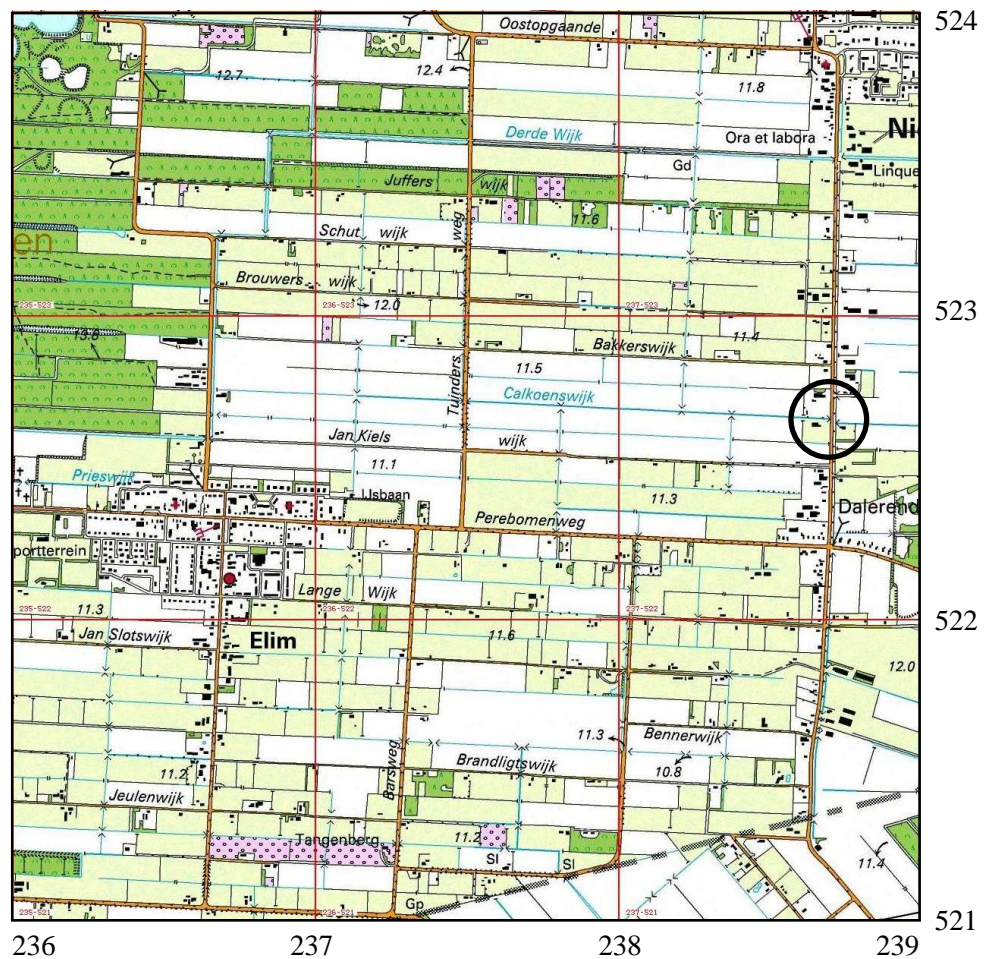 Oostopgaande
524
12.7
12.4
11.8
Ni
Derde Wijk
Ora et labora
Gd
Linque
Juffers wijk
11.6
weg
Schut wijk
en
Brouwers - wijk
12.0
235-523
236-523
237-523
523
13.6
Bakkerswijk
11.4
11.5
Tuinders
Calkoenswijk
Jan Kiels wijk
11.1
Prieswijk
11.3
IJsbaan
Dalerend
Perebomenweg
portterrein
Lange Wijk
11.3
235-522
236-522
237-522
522
Jan Slotswijk
Elim
11.6
12.0
11.3
Bennerwijk
Brandligtswijk
10.8
11.2
Barsweg
Jeulenwijk
Tangenberg
11.2
Sl
Sl
11.4
Gp
235-521
236-521
237-521
521
236
237
238
239